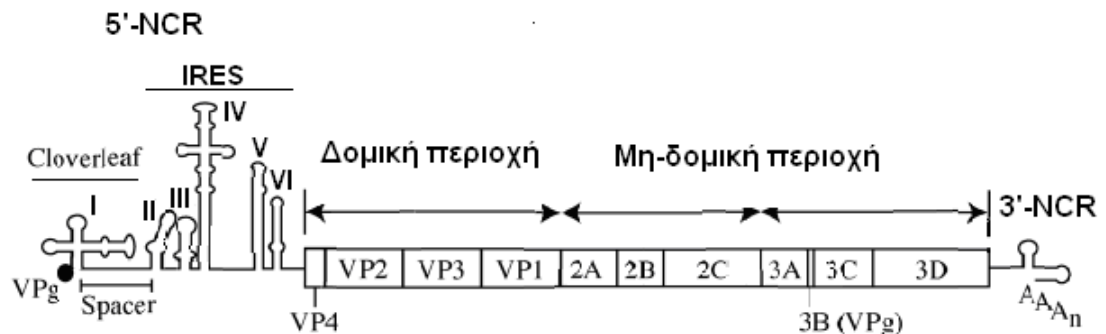 5'-NCR
IRES
IV
Cloverleaf
V
Δομική περιοχή
Μη-δομική περιοχή
I
II
III
VI
3'-NCR
VP2
VP3
VP1
2A
2B
2C
3A
3C
3D
VPg
Spacer
VP4
3B (VPg)
AAAn